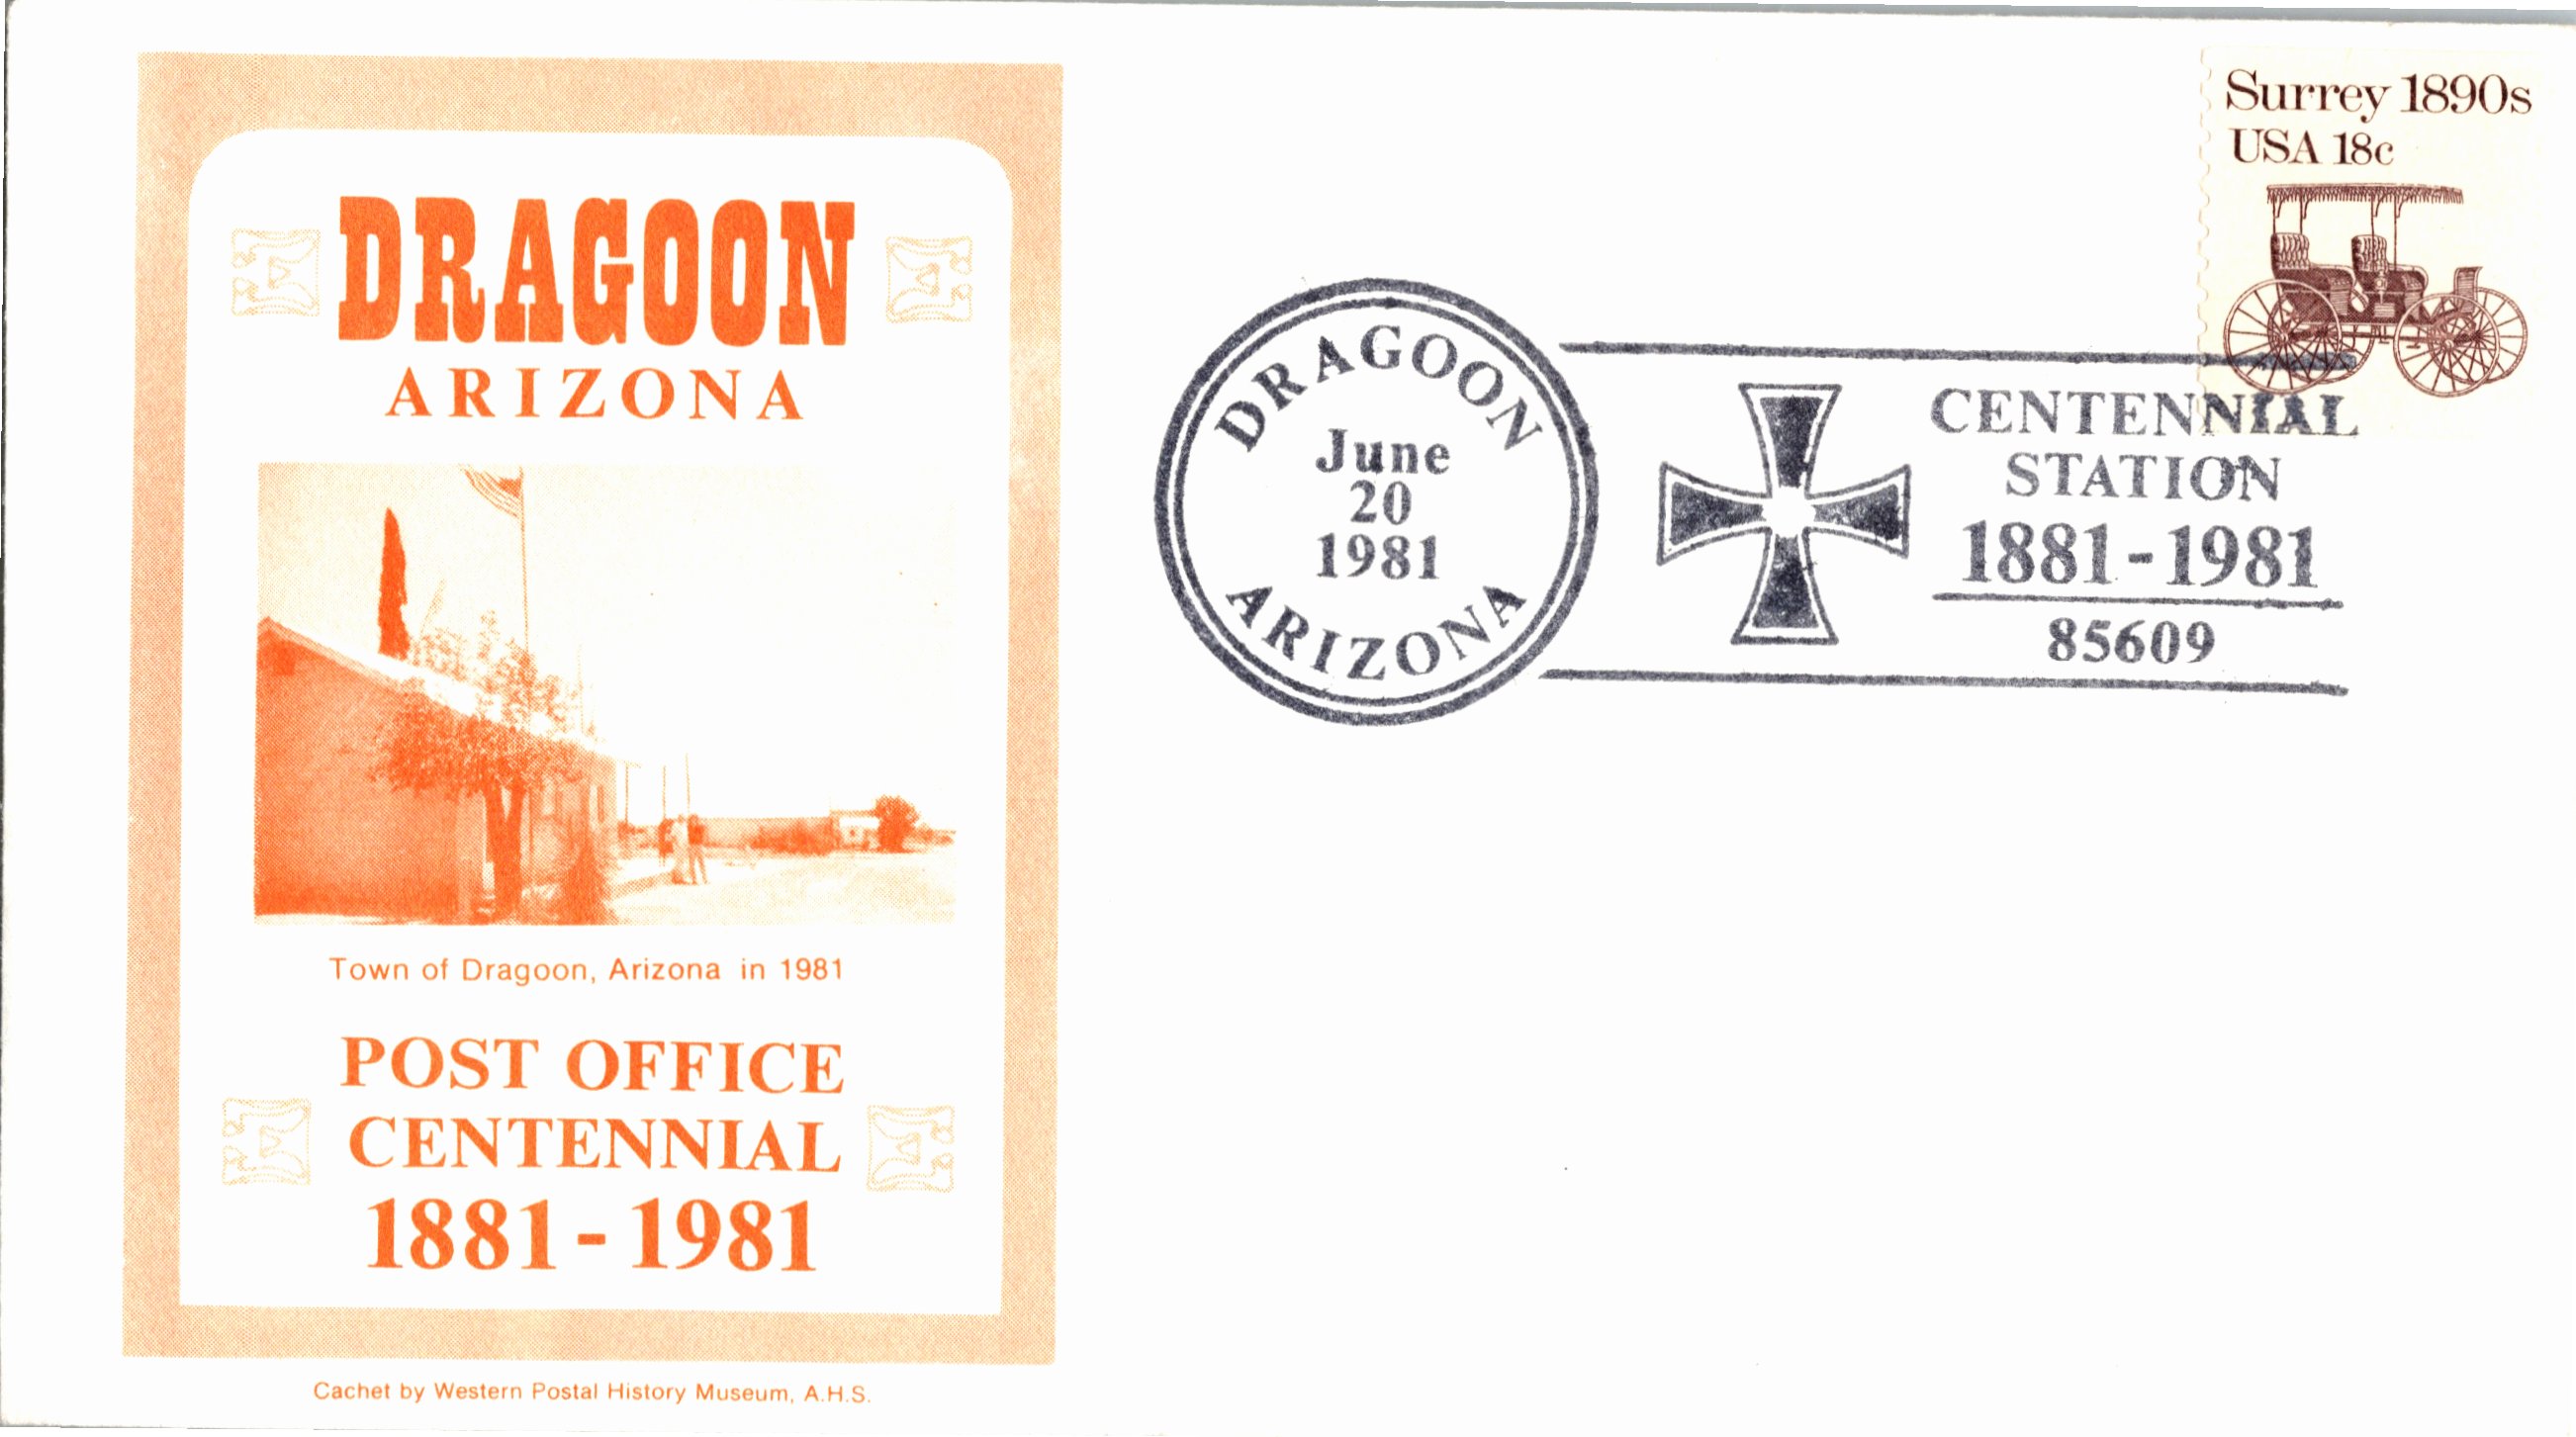 DRAGOON
ARIZONA
Town of Dragoon, Arizona in 1981
POST OFFICE
CENTENNIAL
1881-1981
Cachet by Western Postal History Museum, A.H.S.
Surrey 1890s
USA 18c
DRAGOON
June
20
1981
ARIZONA
CENTENNIAL
STATION
1881-1981
85609